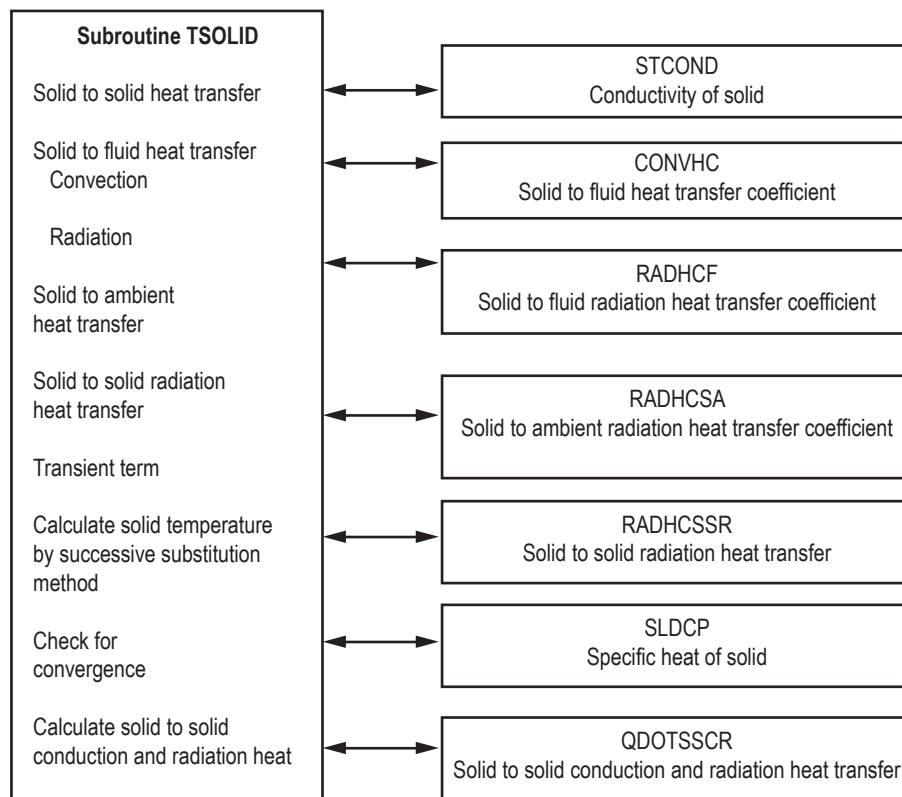 Subroutine TSOLID
Solid to solid heat transfer
Solid to fluid heat transfer
Convection
Radiation
Solid to ambient
heat transfer
Solid to solid radiation
heat transfer
Transient term
Calculate solid temperature
by successive substitution
method
Check for
convergence
Calculate solid to solid
conduction and radiation heat
STCOND
Conductivity of solid
CONVHC
Solid to fluid heat transfer coefficient
RADHCF
Solid to fluid radiation heat transfer coefficient
RADHCSA
Solid to ambient radiation heat transfer coefficient
RADHCSSR
Solid to solid radiation heat transfer
SLDCP
Specific heat of solid
QDOTSSCR
Solid to solid conduction and radiation heat transfer